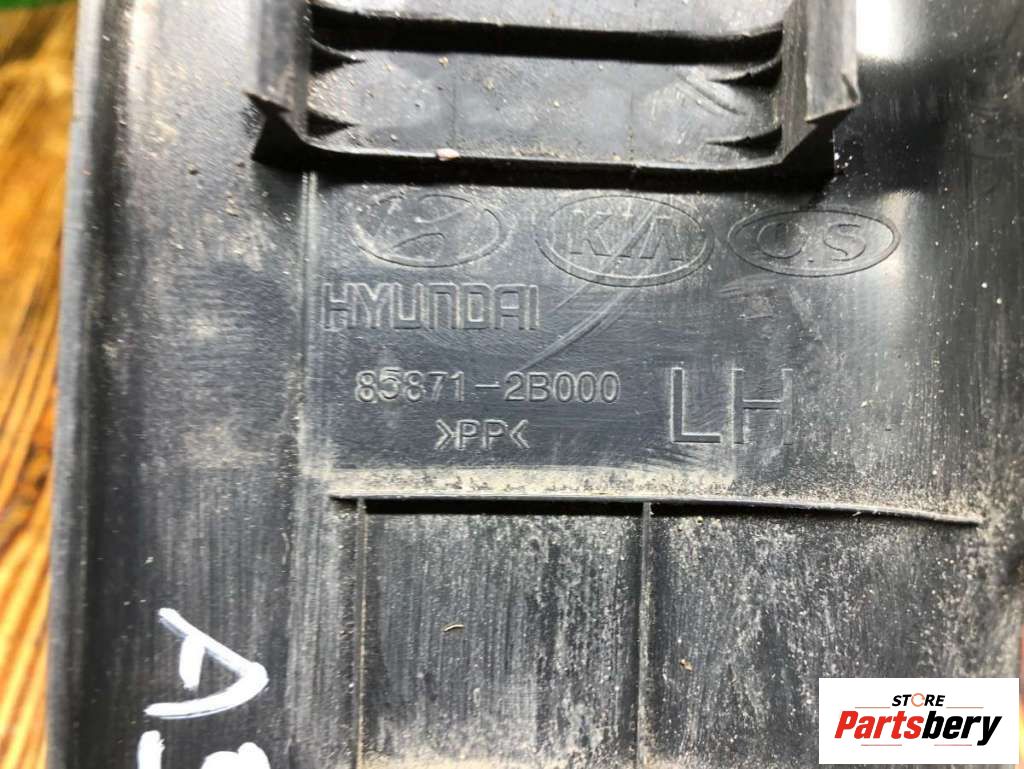 KIA O.S
HYUNDAI
85871-2B000 LH
>PP<
A
STORE
Partsbery